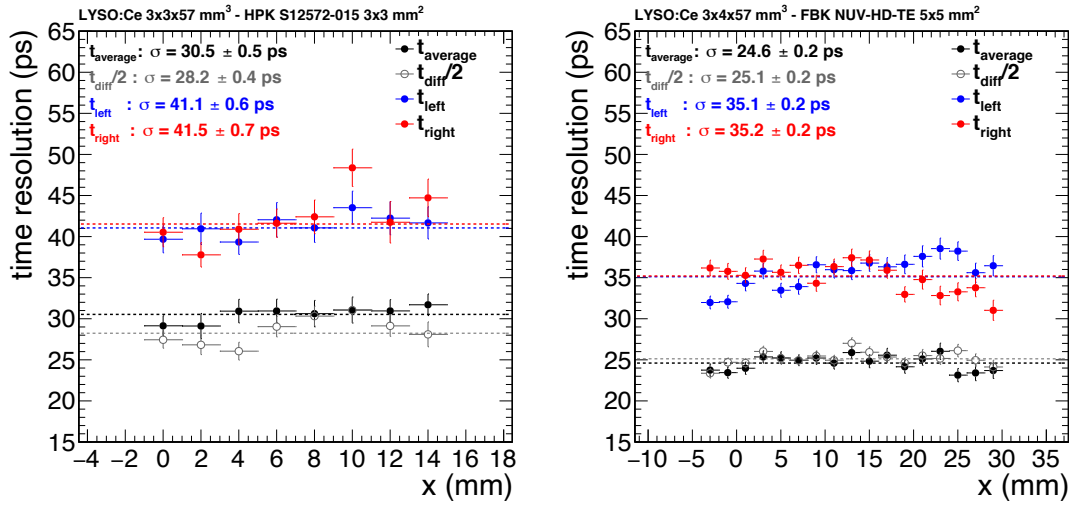 LYSO:Ce 3x3x57 mm³ - HPK S12572-015 3x3 mm²
time resolution (ps)
65
60
55
50
45
40
35
30
25
20
15
t_average: σ = 30.5 ± 0.5 ps
t_diff/2: σ = 28.2 ± 0.4 ps
t_left : σ = 41.1 ± 0.6 ps
t_right : σ = 41.5 ± 0.7 ps
t_average
t_diff/2
t_left
t_right
−4 −2 0 2 4 6 8 10 12 14 16 18
x (mm)
LYSO:Ce 3x4x57 mm³ - FBK NUV-HD-TE 5x5 mm²
time resolution (ps)
65
60
55
50
45
40
35
30
25
20
15
t_average: σ = 24.6 ± 0.2 ps
t_diff/2 : σ = 25.1 ± 0.2 ps
t_left : σ = 35.1 ± 0.2 ps
t_right : σ = 35.2 ± 0.2 ps
t_average
t_diff/2
t_left
t_right
−10 −5 0 5 10 15 20 25 30 35
x (mm)